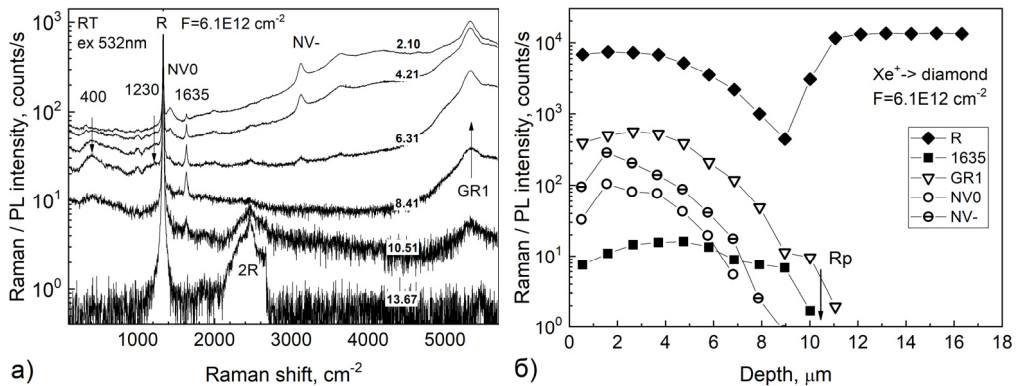 RT
ex 532nm
R
F=6.1E12 cm⁻²
NV-
2.10
NV0
400
1230
1635
4.21
6.31
8.41
GR1
10.51
2R
13.67
10³
10²
10¹
10⁰
Raman / PL intensity, counts/s
1000
2000
3000
4000
5000
Raman shift, cm⁻²
а)
10⁴
10³
10²
10¹
10⁰
Raman / PL intensity, counts/s
Xe⁺-> diamond
F=6.1E12 cm⁻²
R
1635
GR1
NV0
NV-
Rp
0 2 4 6 8 10 12 14 16 18
Depth, μm
б)